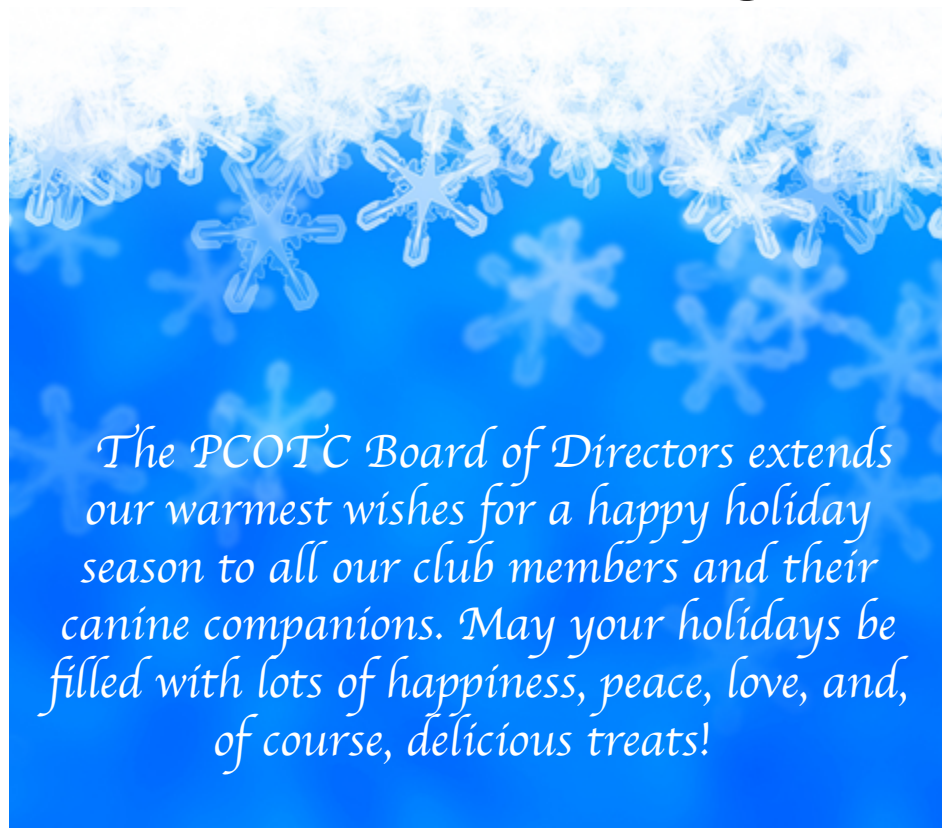 The PCOTC Board of Directors extends
our warmest wishes for a happy holiday
season to all our club members and their
canine companions. May your holidays be
filled with lots of happiness, peace, love, and,
of course, delicious treats!